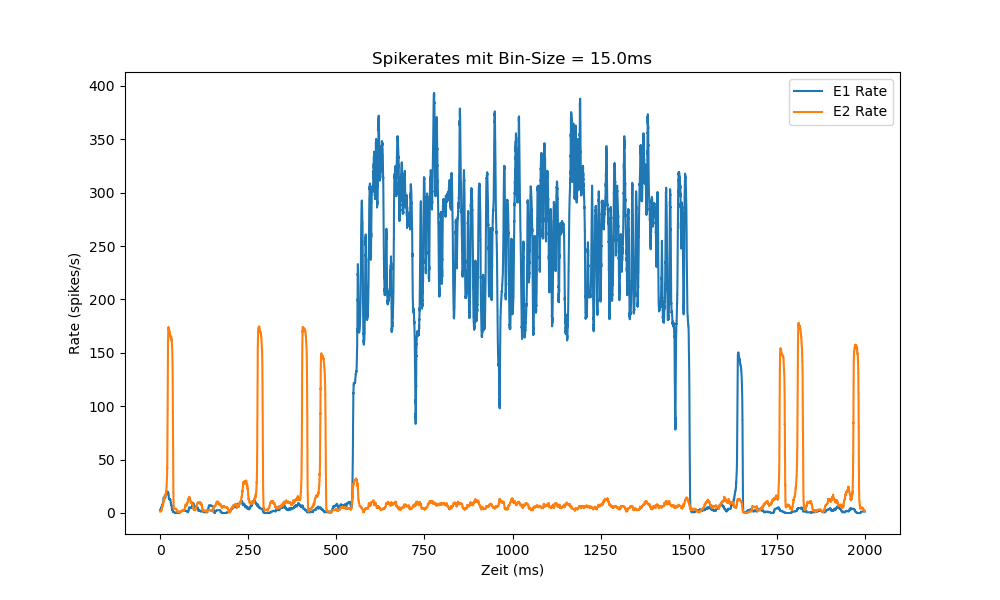 Spikerates mit Bin-Size = 15.0ms
E1 Rate
E2 Rate
Rate (spikes/s)
400
350
300
250
200
150
100
50
0
0 250 500 750 1000 1250 1500 1750 2000
Zeit (ms)